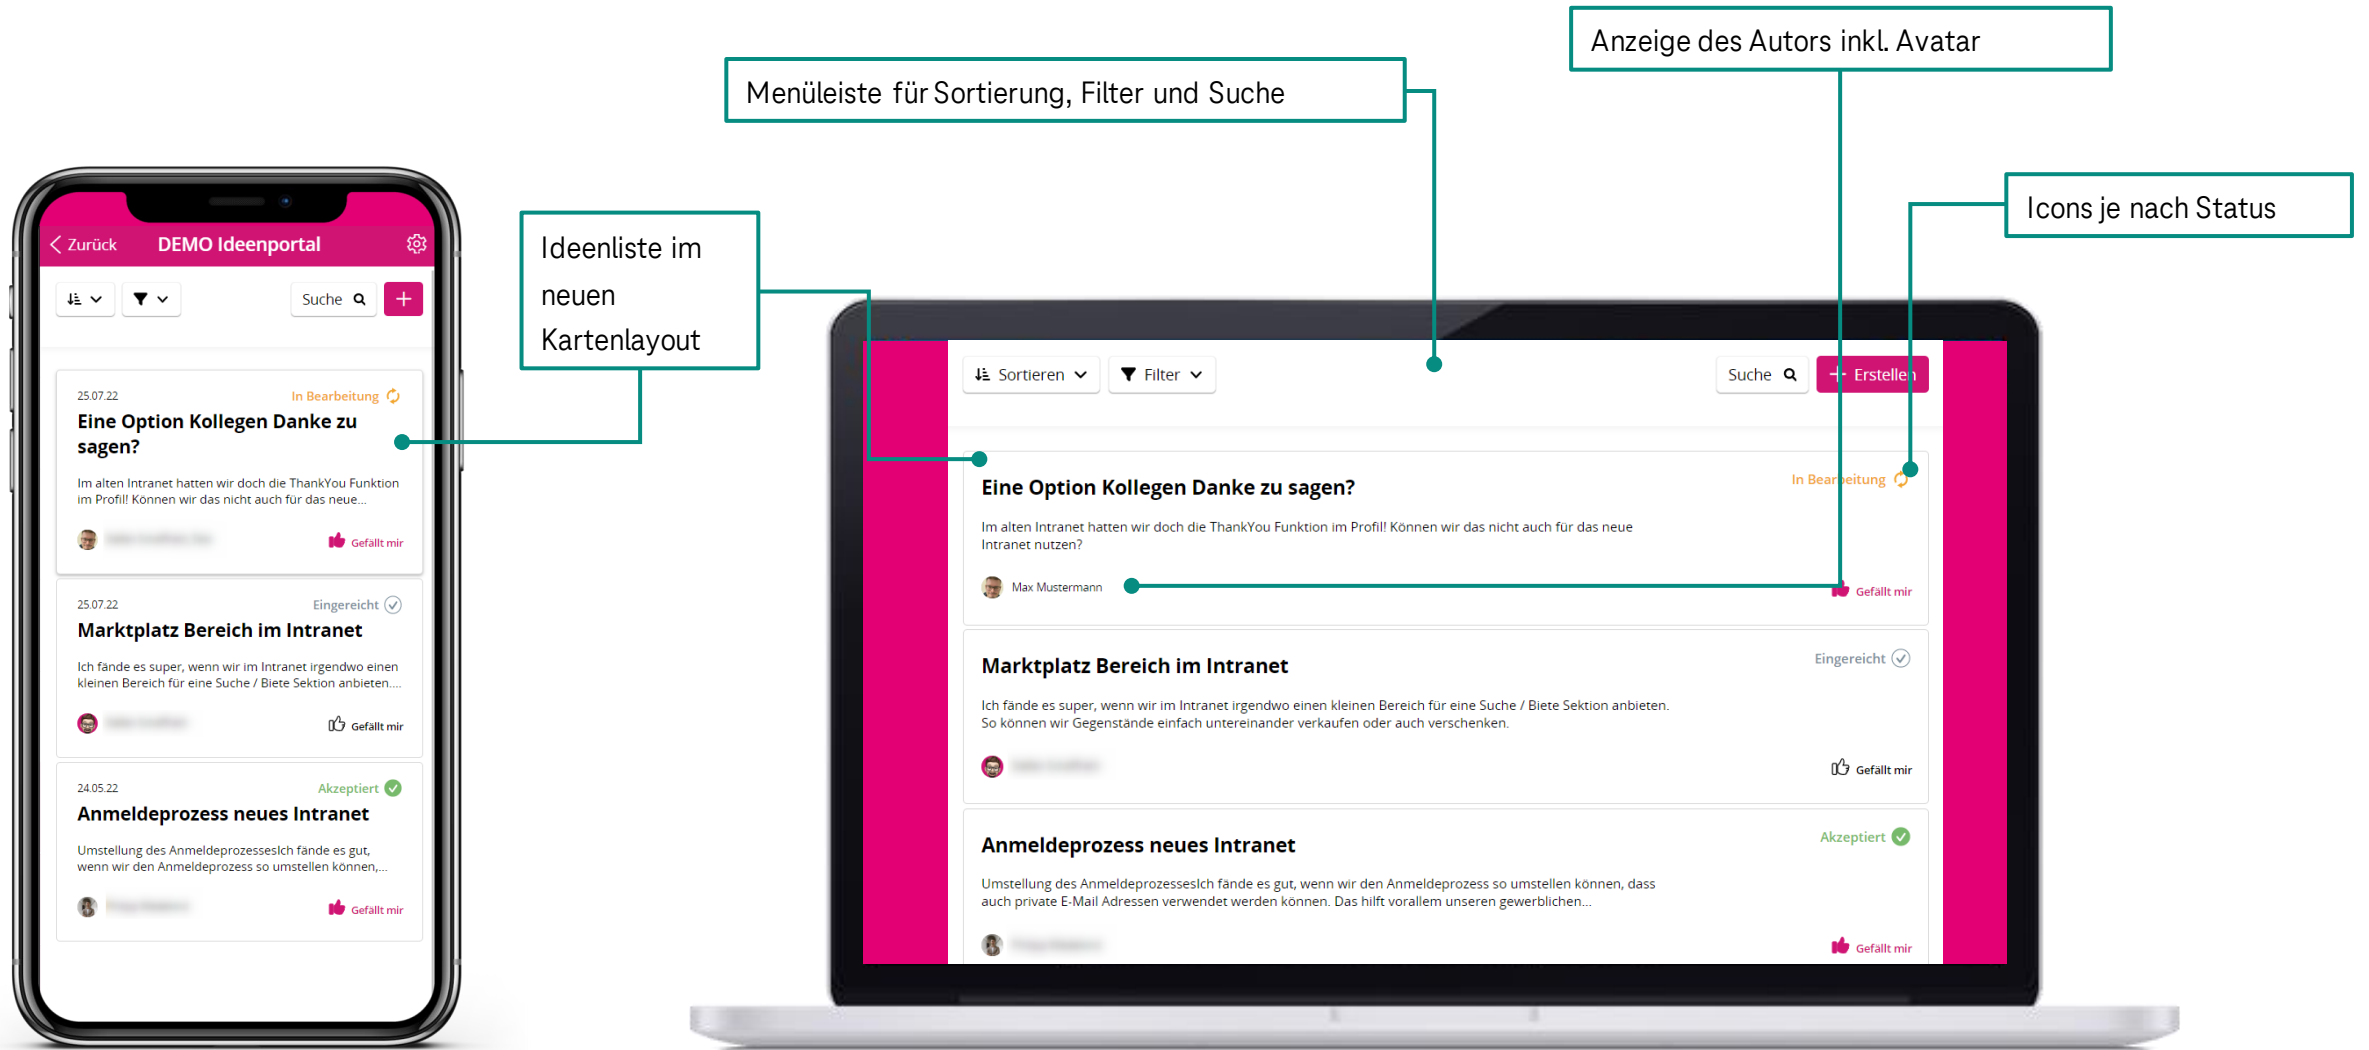 Anzeige des Autors inkl. Avatar
Menüleiste für Sortierung, Filter und Suche
Icons je nach Status
Ideenliste im
neuen
Kartenlayout
Zurück DEMO Ideenportal
Suche
25.07.22 In Bearbeitung
Eine Option Kollegen Danke zu
sagen?
Im alten Intranet hatten wir doch die ThankYou Funktion
im Profil! Können wir das nicht auch für das neue...
Gefällt mir
25.07.22 Eingereicht
Marktplatz Bereich im Intranet
Ich fände es super, wenn wir im Intranet irgendwo einen
kleinen Bereich für eine Suche / Biete Sektion anbieten....
Gefällt mir
24.05.22 Akzeptiert
Anmeldeprozess neues Intranet
Umstellung des AnmeldeprozessesIch fände es gut,
wenn wir den Anmeldeprozess so umstellen können,...
Gefällt mir
Sortieren Filter Suche + Erstellen
In Bearbeitung
Eine Option Kollegen Danke zu sagen?
Im alten Intranet hatten wir doch die ThankYou Funktion im Profil! Können wir das nicht auch für das neue
Intranet nutzen?
Max Mustermann Gefällt mir
Marktplatz Bereich im Intranet Eingereicht
Ich fände es super, wenn wir im Intranet irgendwo einen kleinen Bereich für eine Suche / Biete Sektion anbieten.
So können wir Gegenstände einfach untereinander verkaufen oder auch verschenken.
Gefällt mir
Anmeldeprozess neues Intranet Akzeptiert
Umstellung des AnmeldeprozessesIch fände es gut, wenn wir den Anmeldeprozess so umstellen können, dass
auch private E-Mail Adressen verwendet werden können. Das hilft vorallem unseren gewerblichen...
Gefällt mir